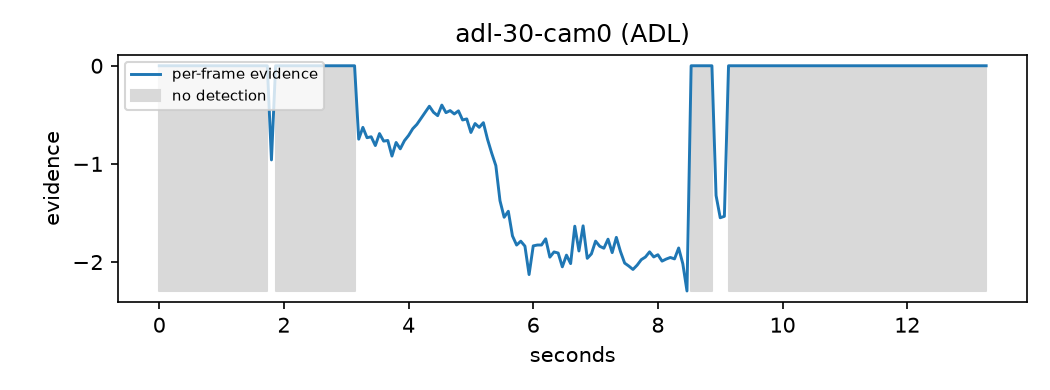 adl-30-cam0 (ADL)
per-frame evidence
no detection
evidence
0
−1
−2
0 2 4 6 8 10 12
seconds